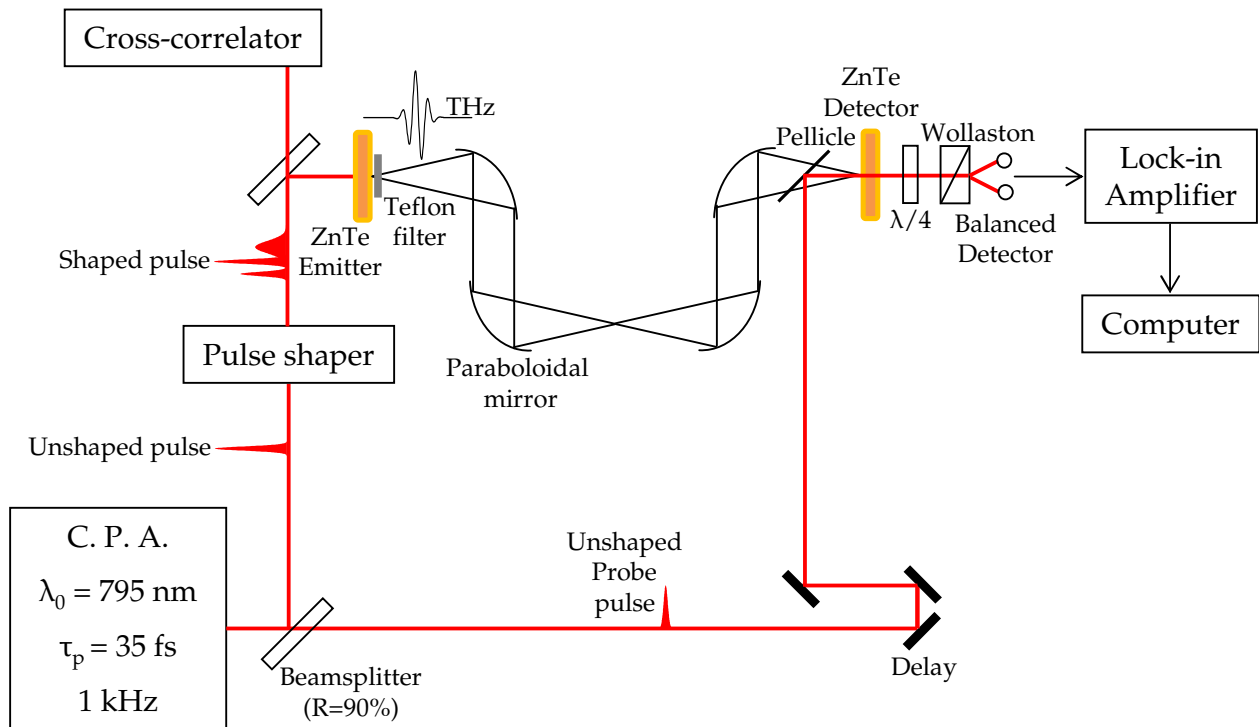 Cross-correlator
THz
ZnTe
Detector
Pellicle
Wollaston
Lock-in
Amplifier
Teflon
filter
λ/4
Balanced
Detector
ZnTe
Emitter
Shaped pulse
Computer
Pulse shaper
Paraboloidal
mirror
Unshaped pulse
C. P. A.
λ₀ = 795 nm
τₚ = 35 fs
1 kHz
Unshaped
Probe
pulse
Beamsplitter
(R=90%)
Delay